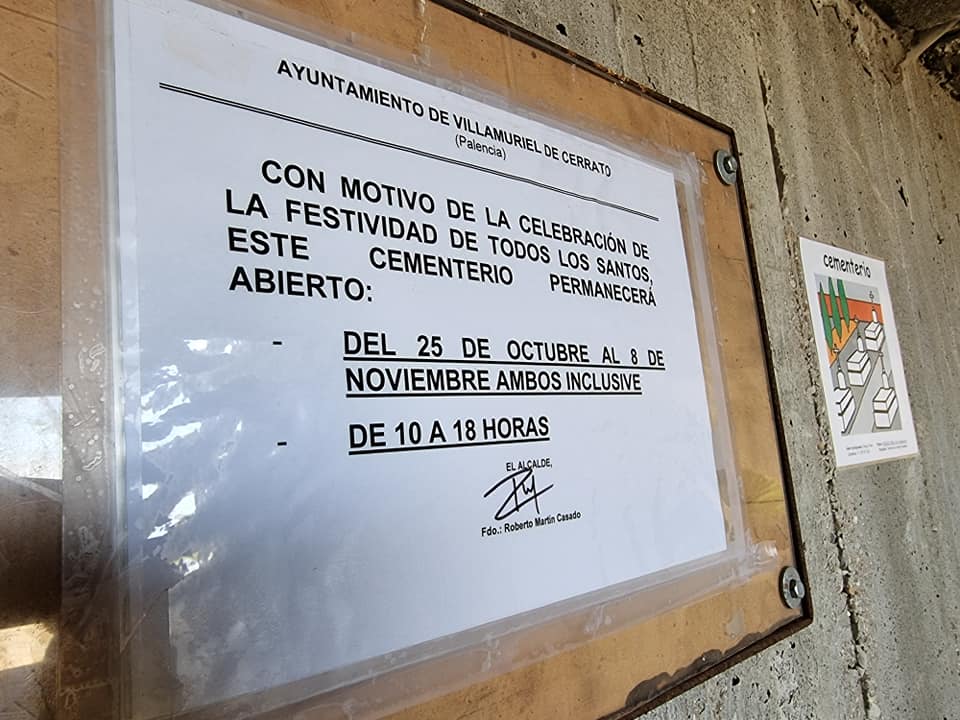 AYUNTAMIENTO DE VILLAMURIEL DE CERRATO
(Palencia)
CON MOTIVO DE LA CELEBRACIÓN DE
LA FESTIVIDAD DE TODOS LOS SANTOS,
ESTE CEMENTERIO PERMANECERÁ
ABIERTO:
- DEL 25 DE OCTUBRE AL 8 DE
NOVIEMBRE AMBOS INCLUSIVE
- DE 10 A 18 HORAS
EL ALCALDE,
Fdo.: Roberto Martín Casado
cementerio